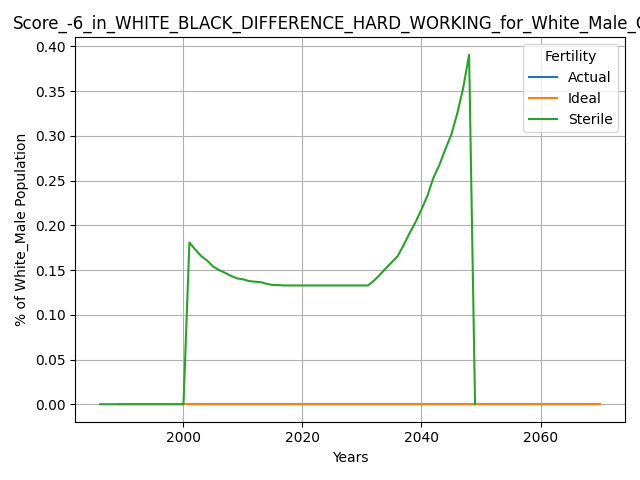 Score_-6_in_WHITE_BLACK_DIFFERENCE_HARD_WORKING_for_White_Male_
Fertility
Actual
Ideal
Sterile
% of White_Male Population
0.40
0.35
0.30
0.25
0.20
0.15
0.10
0.05
0.00
2000
2020
2040
2060
Years